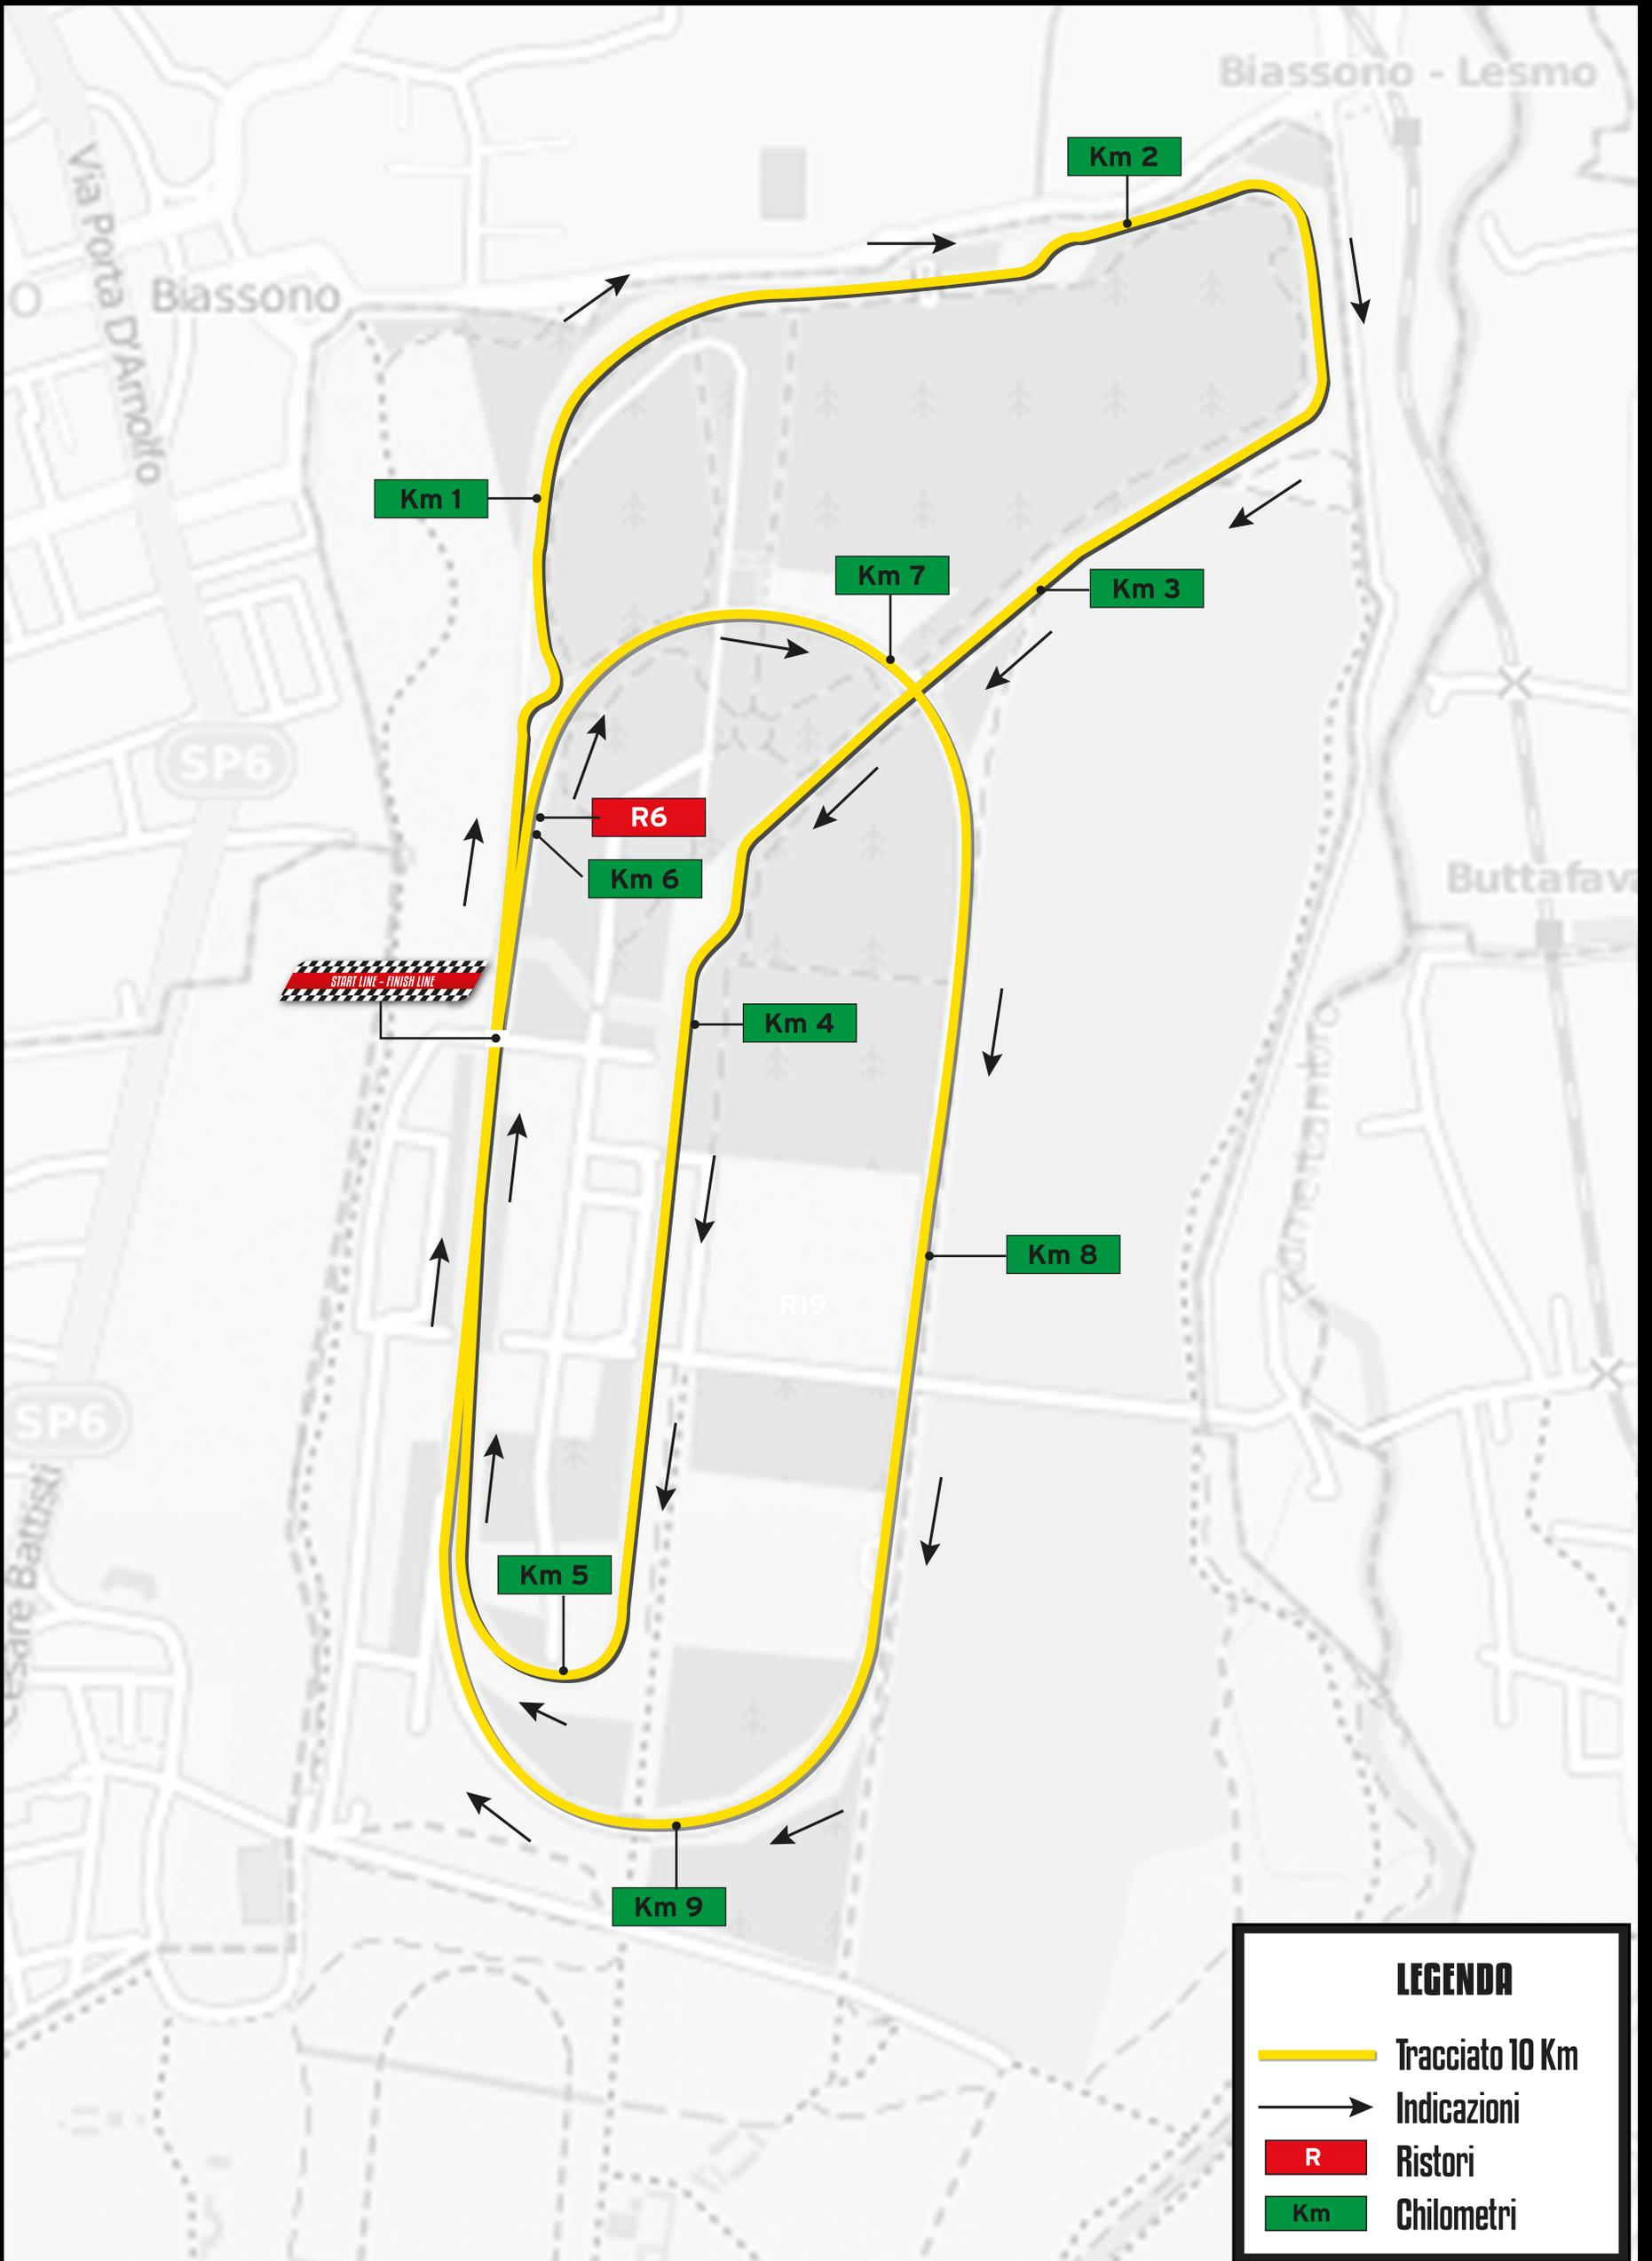 Biassono - Lesmo
Km 2
Via Porta D'Arnolfo
O
Biassono
Km 1
Km 7
Km 3
SP6
R6
Km 6
Buttafava
START LINE - FINISH LINE
Km 4
Km 8
R19
SP6
Cesare Battisti
Km 5
Km 9
LEGENDA
Tracciato 10 Km
Indicazioni
R
Ristori
Km
Chilometri